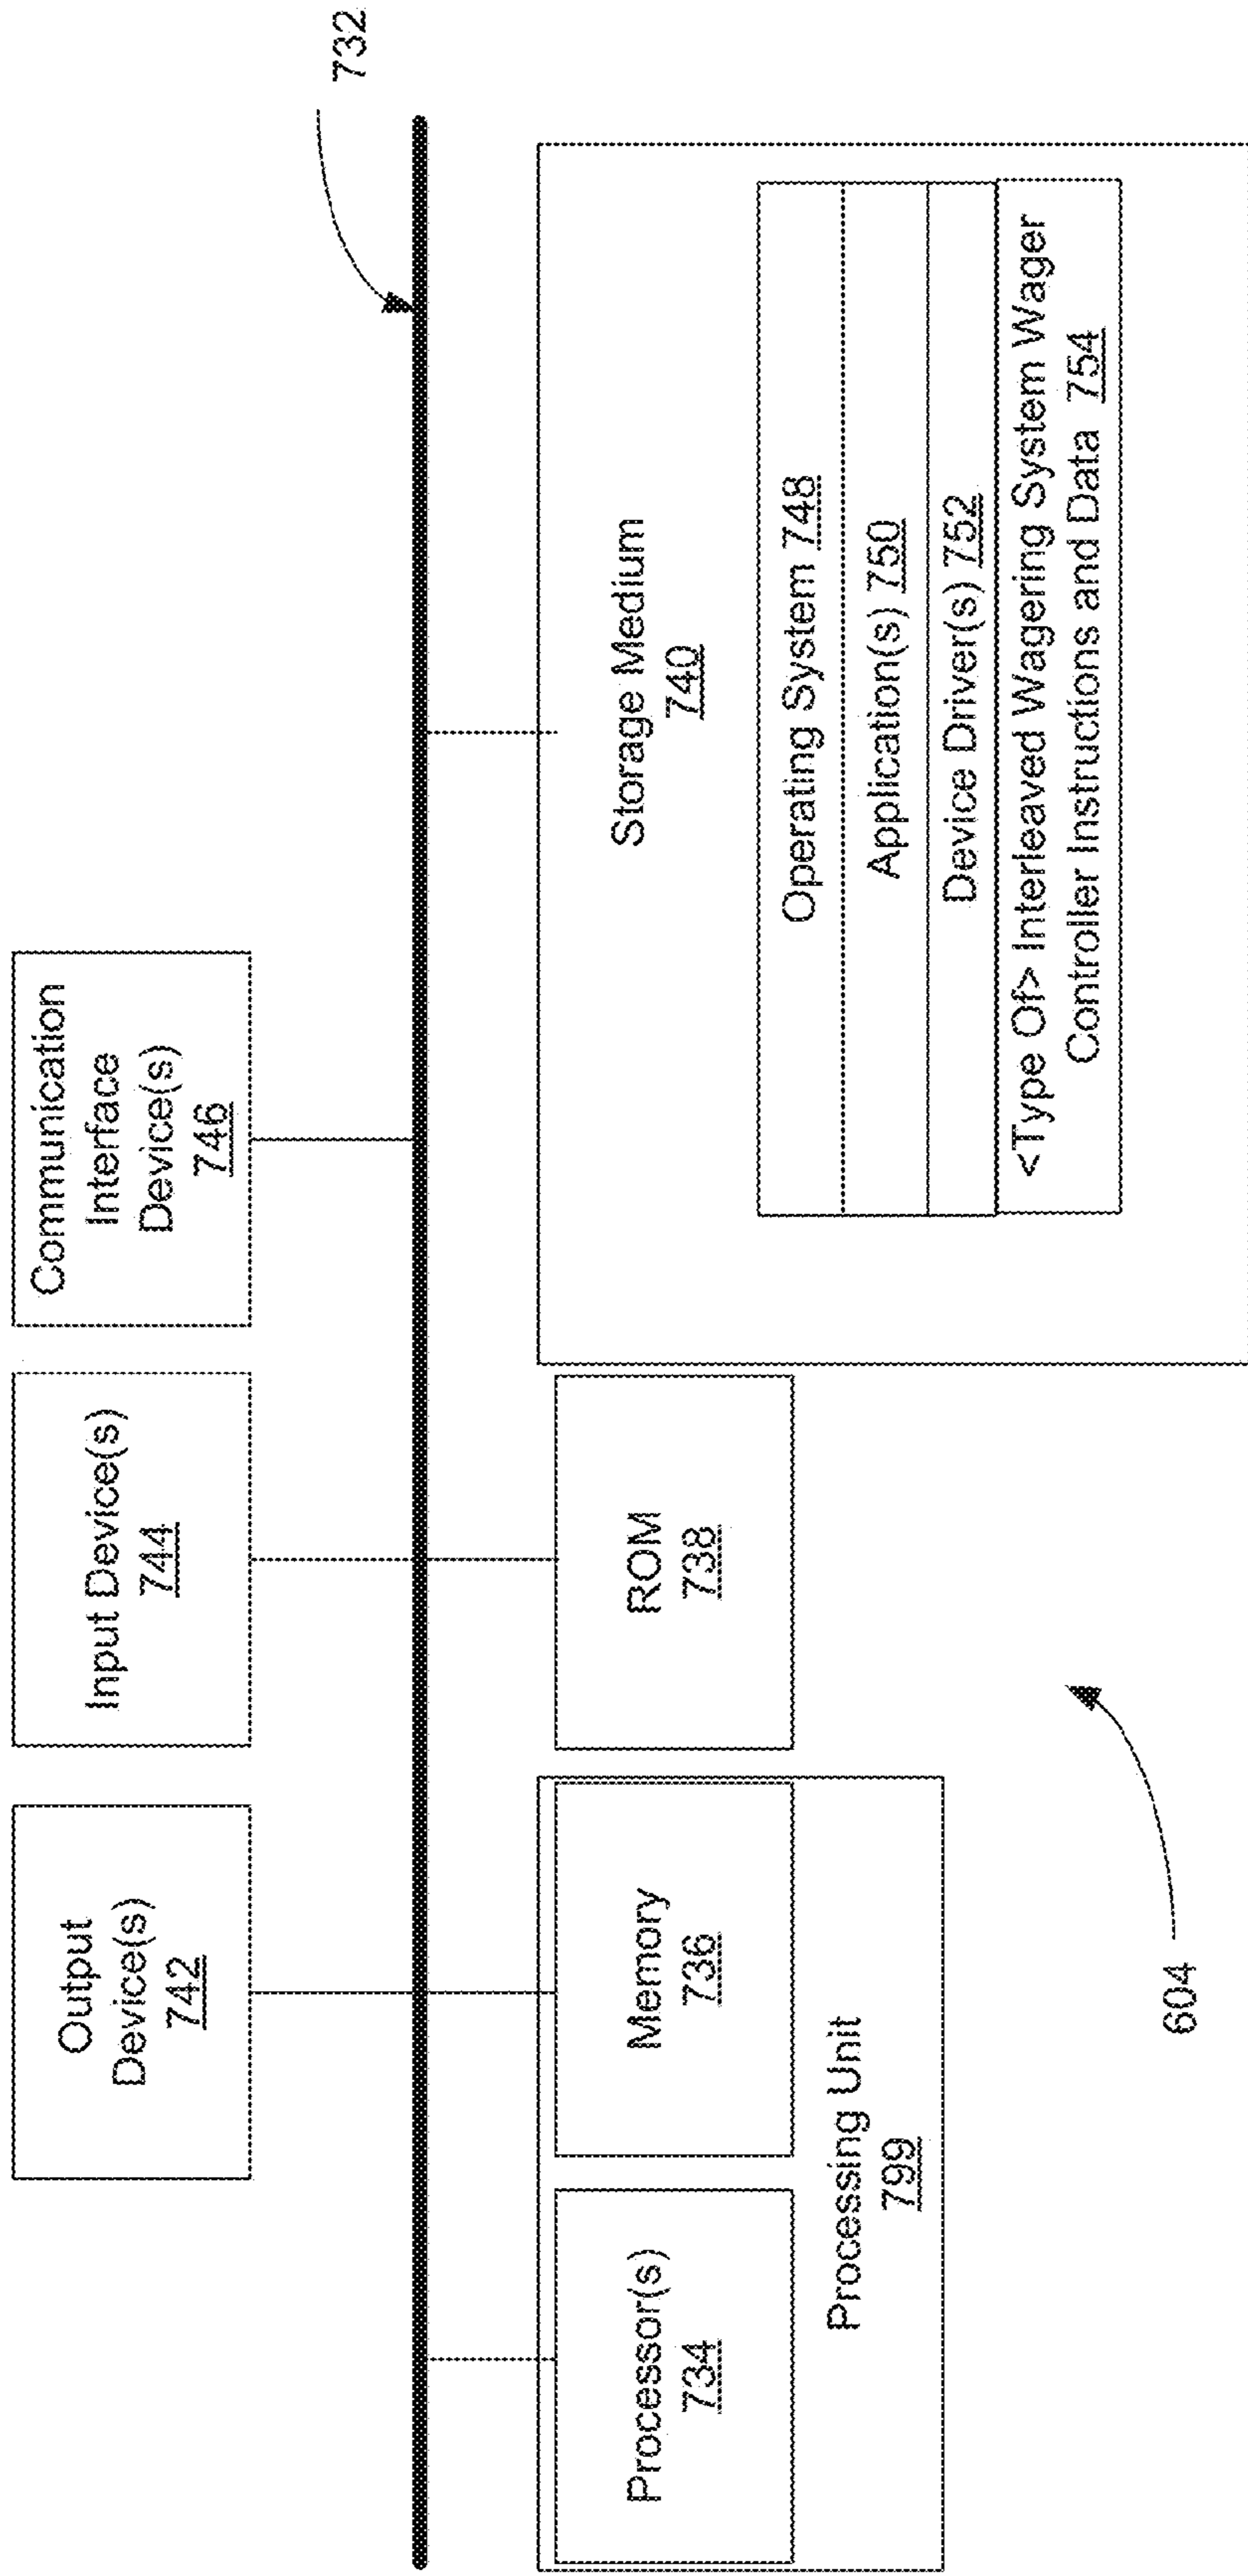 Output
Device(s)
742
Input Device(s)
744
Communication
Interface
Device(s)
746
732
Processor(s)
734
Memory
736
Processing Unit
799
ROM
738
604
Storage Medium
740
Operating System 748
Application(s) 750
Device Driver(s) 752
<Type Of> Interleaved Wagering System Wager
Controller Instructions and Data 754